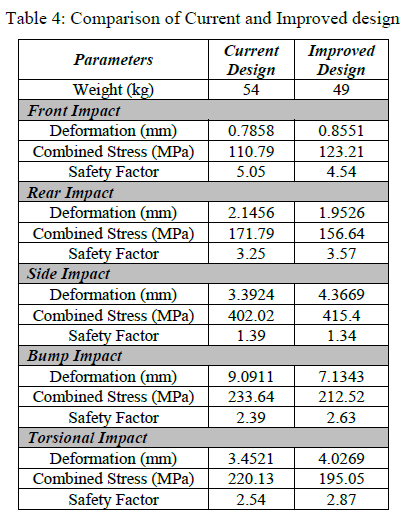 Table 4: Comparison of Current and Improved design
Parameters Current Design Improved Design
Weight (kg) 54 49
Front Impact
Deformation (mm) 0.7858 0.8551
Combined Stress (MPa) 110.79 123.21
Safety Factor 5.05 4.54
Rear Impact
Deformation (mm) 2.1456 1.9526
Combined Stress (MPa) 171.79 156.64
Safety Factor 3.25 3.57
Side Impact
Deformation (mm) 3.3924 4.3669
Combined Stress (MPa) 402.02 415.4
Safety Factor 1.39 1.34
Bump Impact
Deformation (mm) 9.0911 7.1343
Combined Stress (MPa) 233.64 212.52
Safety Factor 2.39 2.63
Torsional Impact
Deformation (mm) 3.4521 4.0269
Combined Stress (MPa) 220.13 195.05
Safety Factor 2.54 2.87